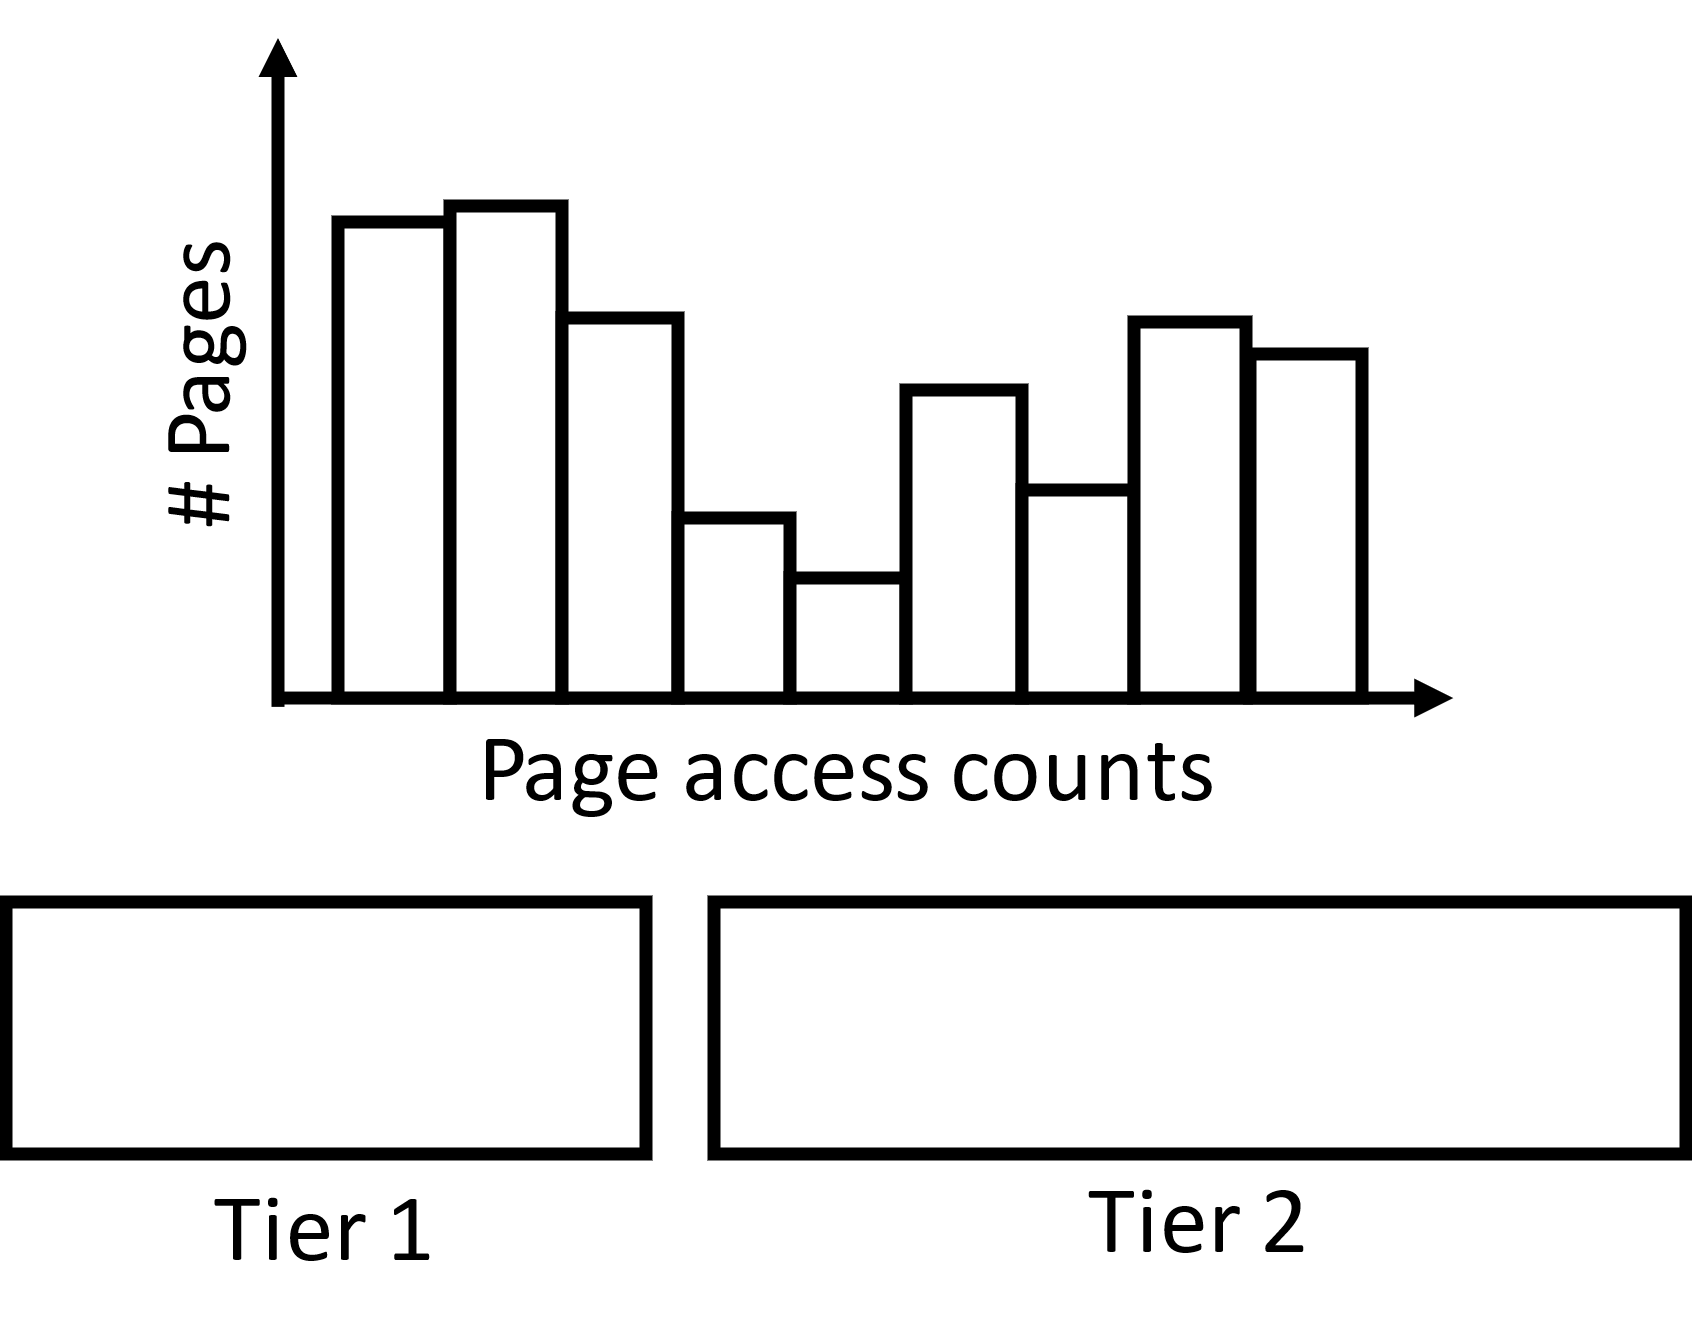 # Pages
Page access counts
Tier 1
Tier 2